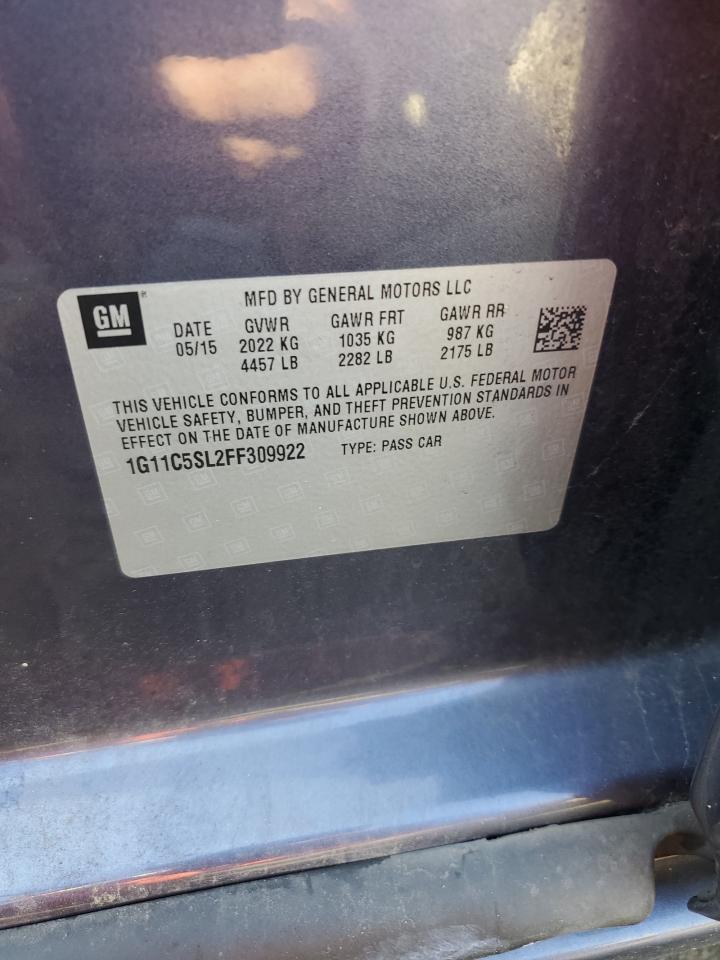 GM
MFD BY GENERAL MOTORS LLC
DATE GVWR GAWR FRT GAWR RR
05/15 2022 KG 1035 KG 987 KG
4457 LB 2282 LB 2175 LB
THIS VEHICLE CONFORMS TO ALL APPLICABLE U.S. FEDERAL MOTOR
VEHICLE SAFETY, BUMPER, AND THEFT PREVENTION STANDARDS IN
EFFECT ON THE DATE OF MANUFACTURE SHOWN ABOVE.
1G11C5SL2FF309922 TYPE: PASS CAR